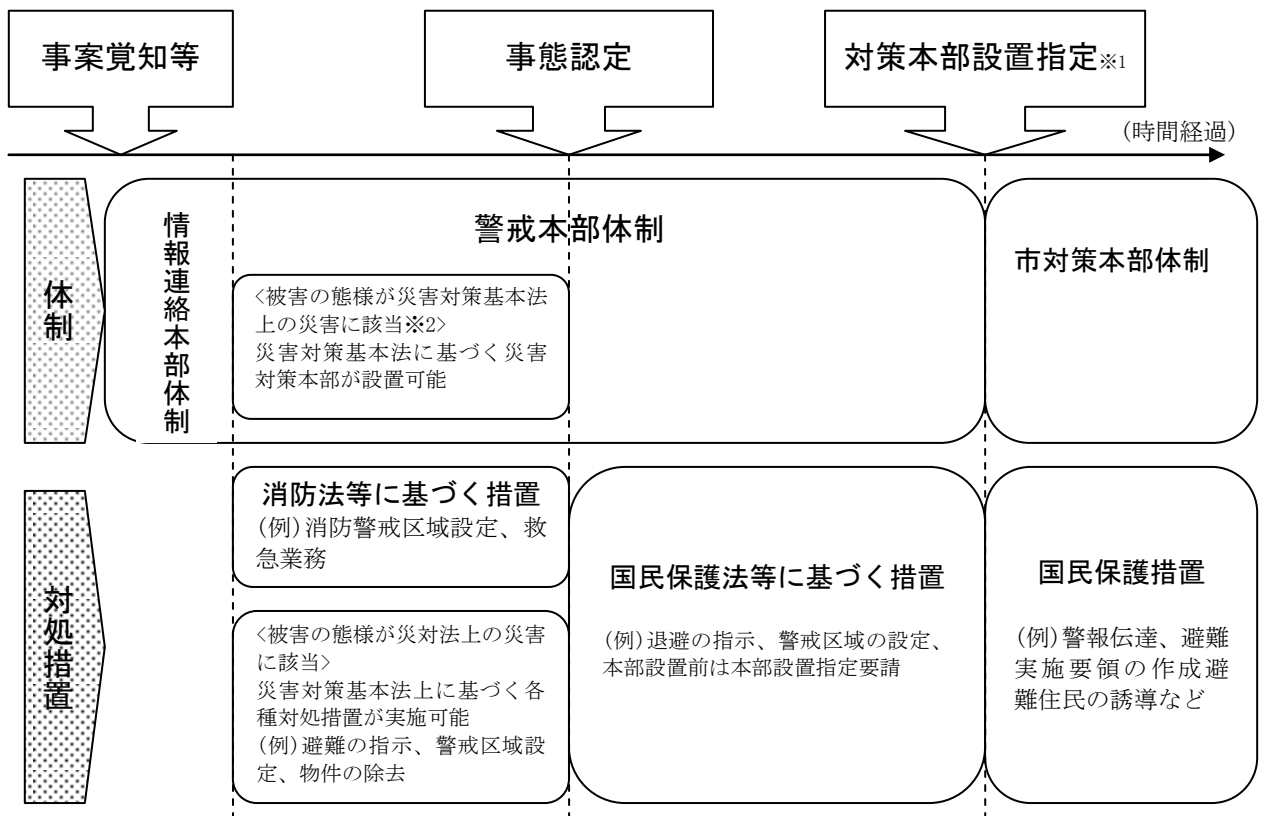 事案覚知等
事態認定
対策本部設置指定※1
(時間経過)
体制
情報連絡本部体制
警戒本部体制
<被害の態様が災害対策基本法
上の災害に該当※2>
災害対策基本法に基づく災害
対策本部が設置可能
市対策本部体制
対処措置
消防法等に基づく措置
(例)消防警戒区域設定、救
急業務
<被害の態様が災対法上の災害
に該当>
災害対策基本法上に基づく各
種対処措置が実施可能
(例)避難の指示、警戒区域設
定、物件の除去
国民保護法等に基づく措置
(例)退避の指示、警戒区域の設定、
本部設置前は本部設置指定要請
国民保護措置
(例)警報伝達、避難
実施要領の作成避
難住民の誘導など